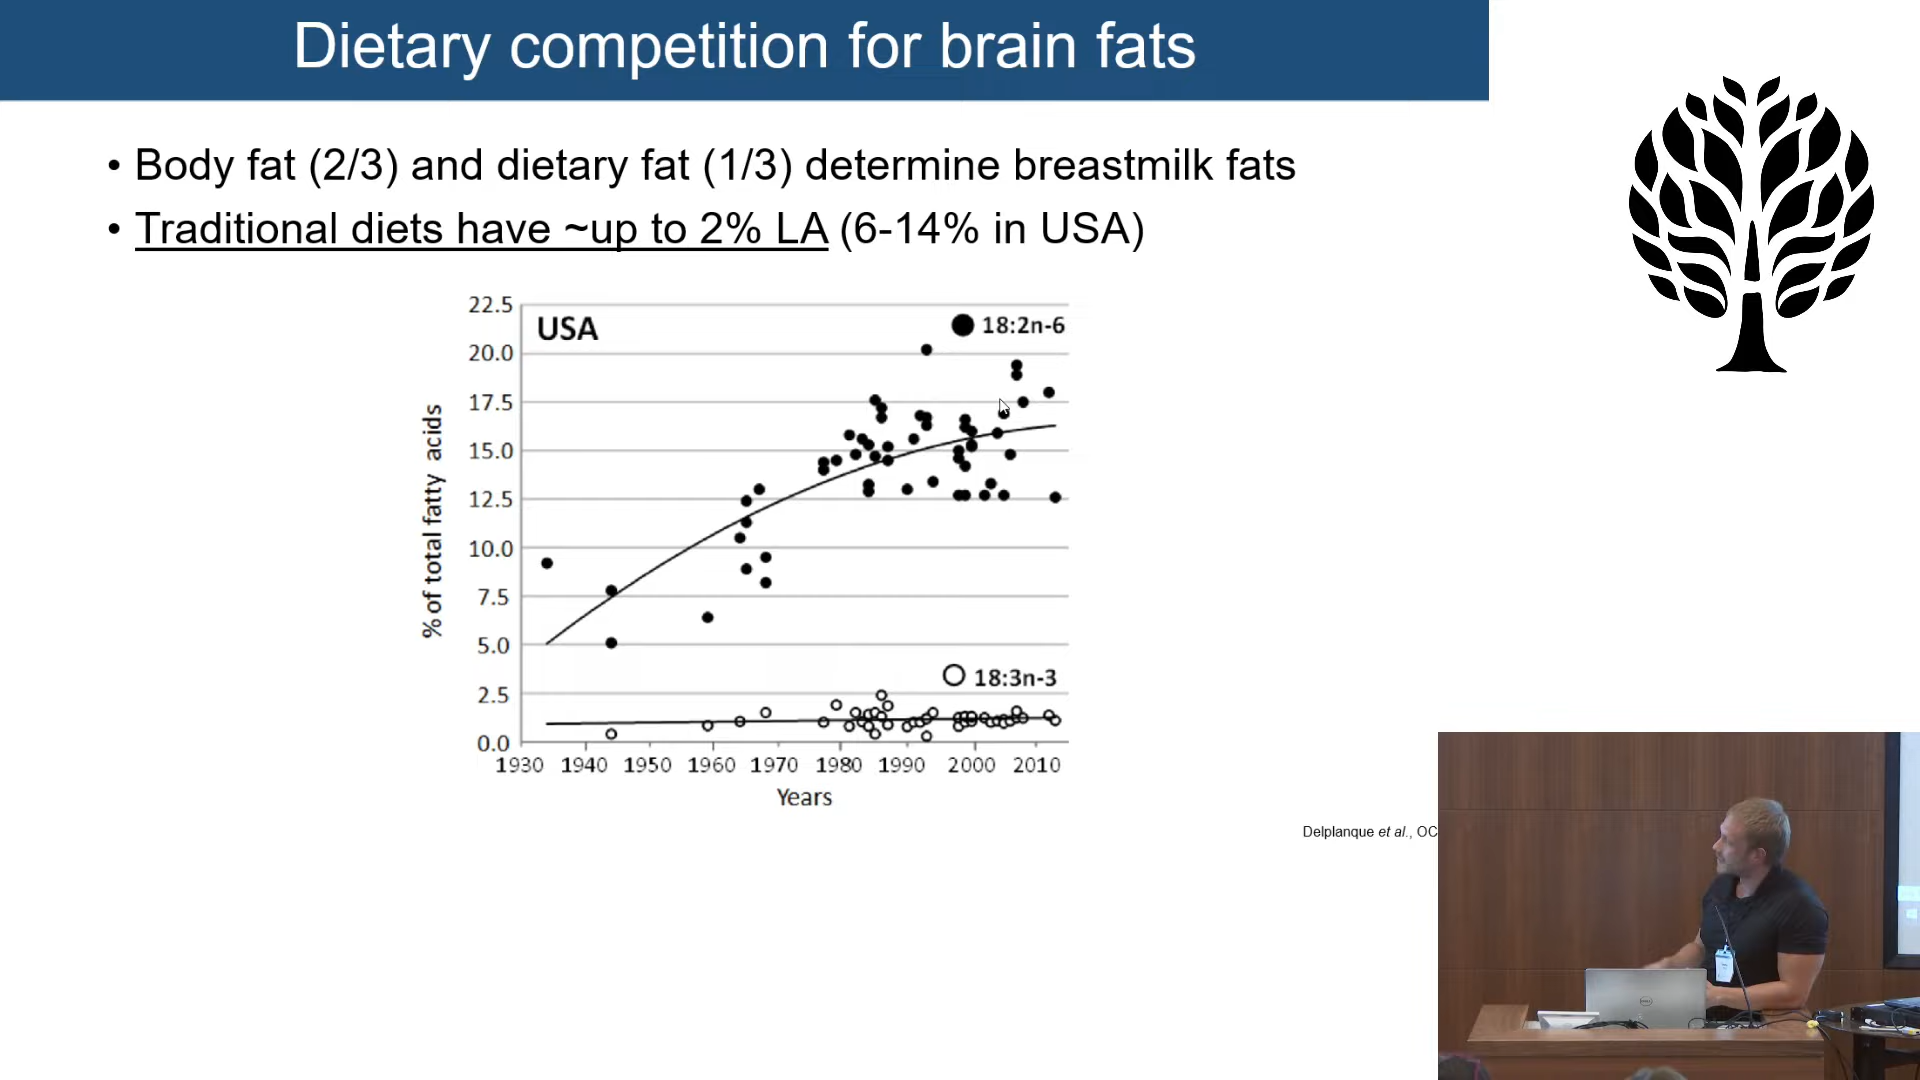 Dietary competition for brain fats
• Body fat (2/3) and dietary fat (1/3) determine breastmilk fats
• Traditional diets have ~up to 2% LA (6-14% in USA)
USA
18:2n-6
18:3n-3
% of total fatty acids
22.5
20.0
17.5
15.0
12.5
10.0
7.5
5.0
2.5
0.0
1930 1940 1950 1960 1970 1980 1990 2000 2010
Years
Delplanque et al., OC
DELL